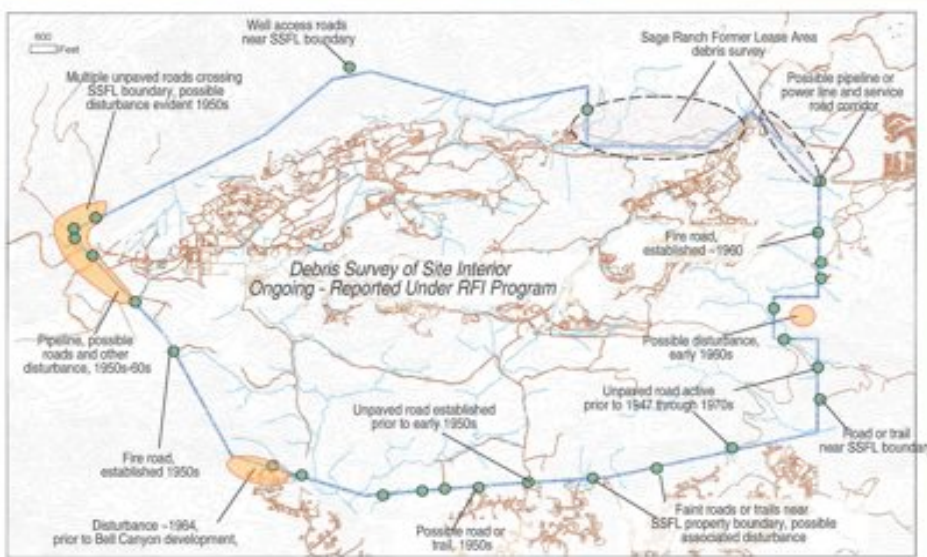 600
Feet
Well access roads
near SSFL boundary
Sage Ranch Former Lease Area
debris survey
Multiple unpaved roads crossing
SSFL boundary, possible
disturbance evident 1950s
Possible pipeline or
power line and service
road corridor
Fire road,
established ~1960
Debris Survey of Site Interior
Ongoing - Reported Under RFI Program
Pipeline, possible
roads and other
disturbance, 1950s-60s
Possible disturbance,
early 1960s
Unpaved road active
prior to 1947 through 1970s
Unpaved road established
prior to early 1950s
Road or trail
near SSFL boundary
Fire road,
established 1950s
Disturbance ~1964,
prior to Bell Canyon development,
Possible road or
trail, 1950s
Faint roads or trails near
SSFL property boundary, possible
associated disturbance